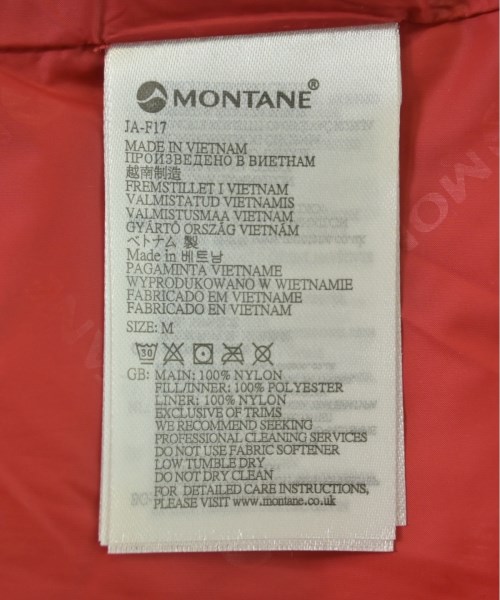 MONTANE®
JA-F17
MADE IN VIETNAM
ПРОИЗВЕДЕНО В ВИЕТНАМ
越南制造
FREMSTILLET I VIETNAM
VALMISTATUD VIETNAMIS
VALMISTUSMAA VIETNAM
GYÁRTÓ ORSZÁG VIETNÁM
ベトナム 製
Made in 베트남
PAGAMINTA VIETNAME
WYPRODUKOWANO W WIETNAMIE
FABRICADO EM VIETNAME
FABRICADO EN VIETNAM
SIZE: M
30
GB: MAIN: 100% NYLON
FILL/INNER: 100% POLYESTER
LINER: 100% NYLON
EXCLUSIVE OF TRIMS
WE RECOMMEND SEEKING
PROFESSIONAL CLEANING SERVICES
DO NOT USE FABRIC SOFTENER
LOW TUMBLE DRY
DO NOT DRY CLEAN
FOR DETAILED CARE INSTRUCTIONS,
PLEASE VISIT www.montane.co.uk